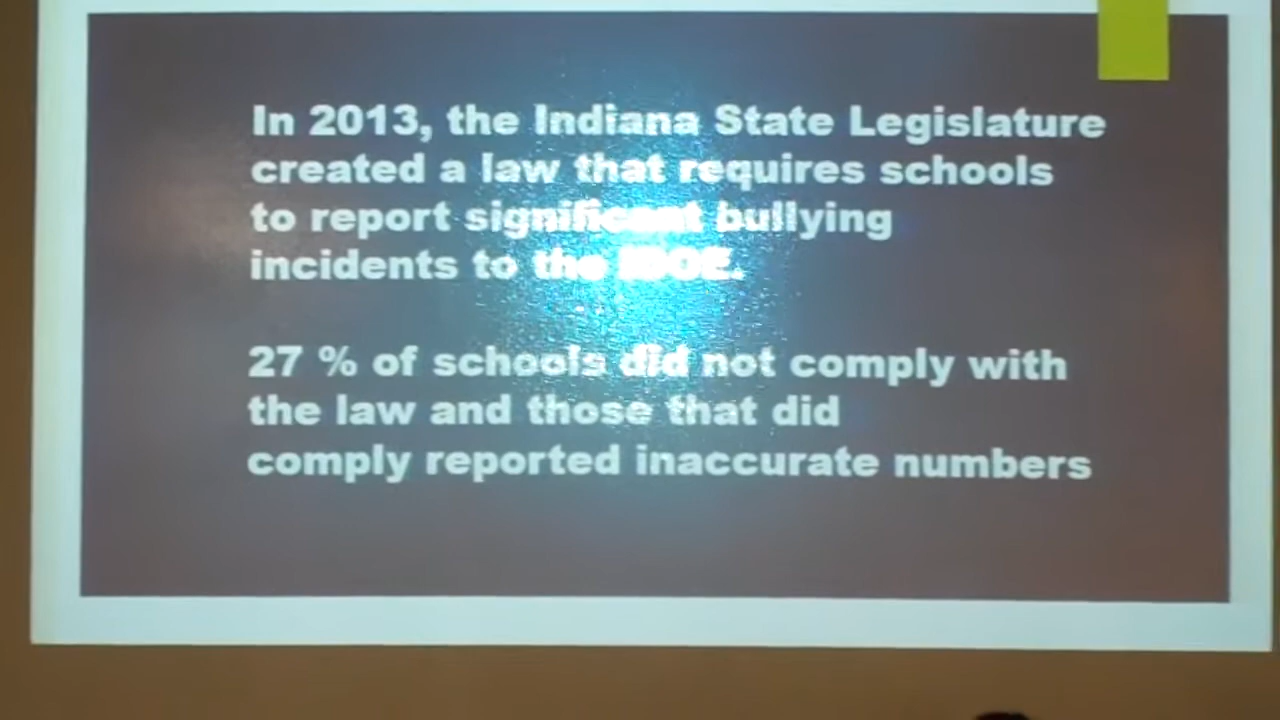 In 2013, the Indiana State Legislature
created a law that requires schools
to report significant bullying
incidents to the IDOE.
27 % of schools did not comply with
the law and those that did
comply reported inaccurate numbers